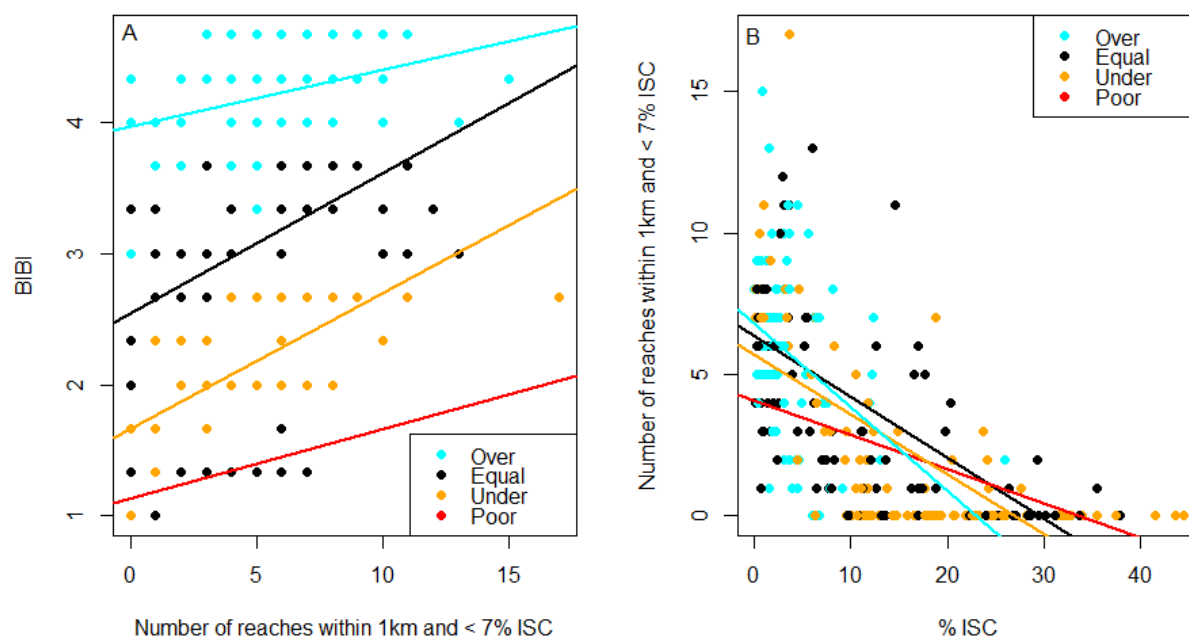 A
BIBI
4
3
2
1
0
5
10
15
Over
Equal
Under
Poor
Number of reaches within 1km and < 7% ISC
B
Number of reaches within 1km and < 7% ISC
15
10
5
0
0
10
20
30
40
Over
Equal
Under
Poor
% ISC